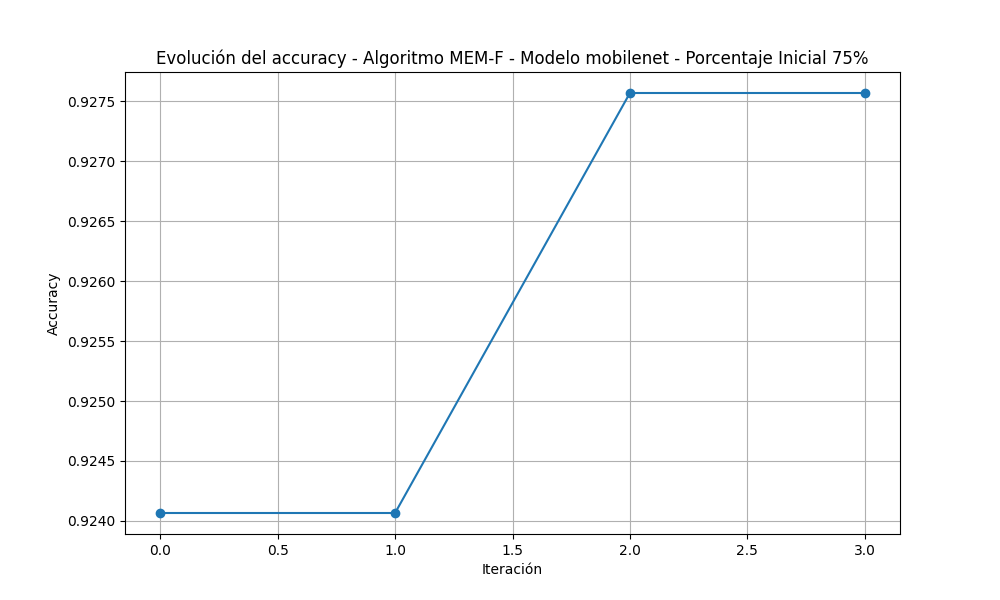 Evolución del accuracy - Algoritmo MEM-F - Modelo mobilenet - Porcentaje Inicial 75%
0.9275
0.9270
0.9265
0.9260
0.9255
0.9250
0.9245
0.9240
Accuracy
0.0 0.5 1.0 1.5 2.0 2.5 3.0
Iteración